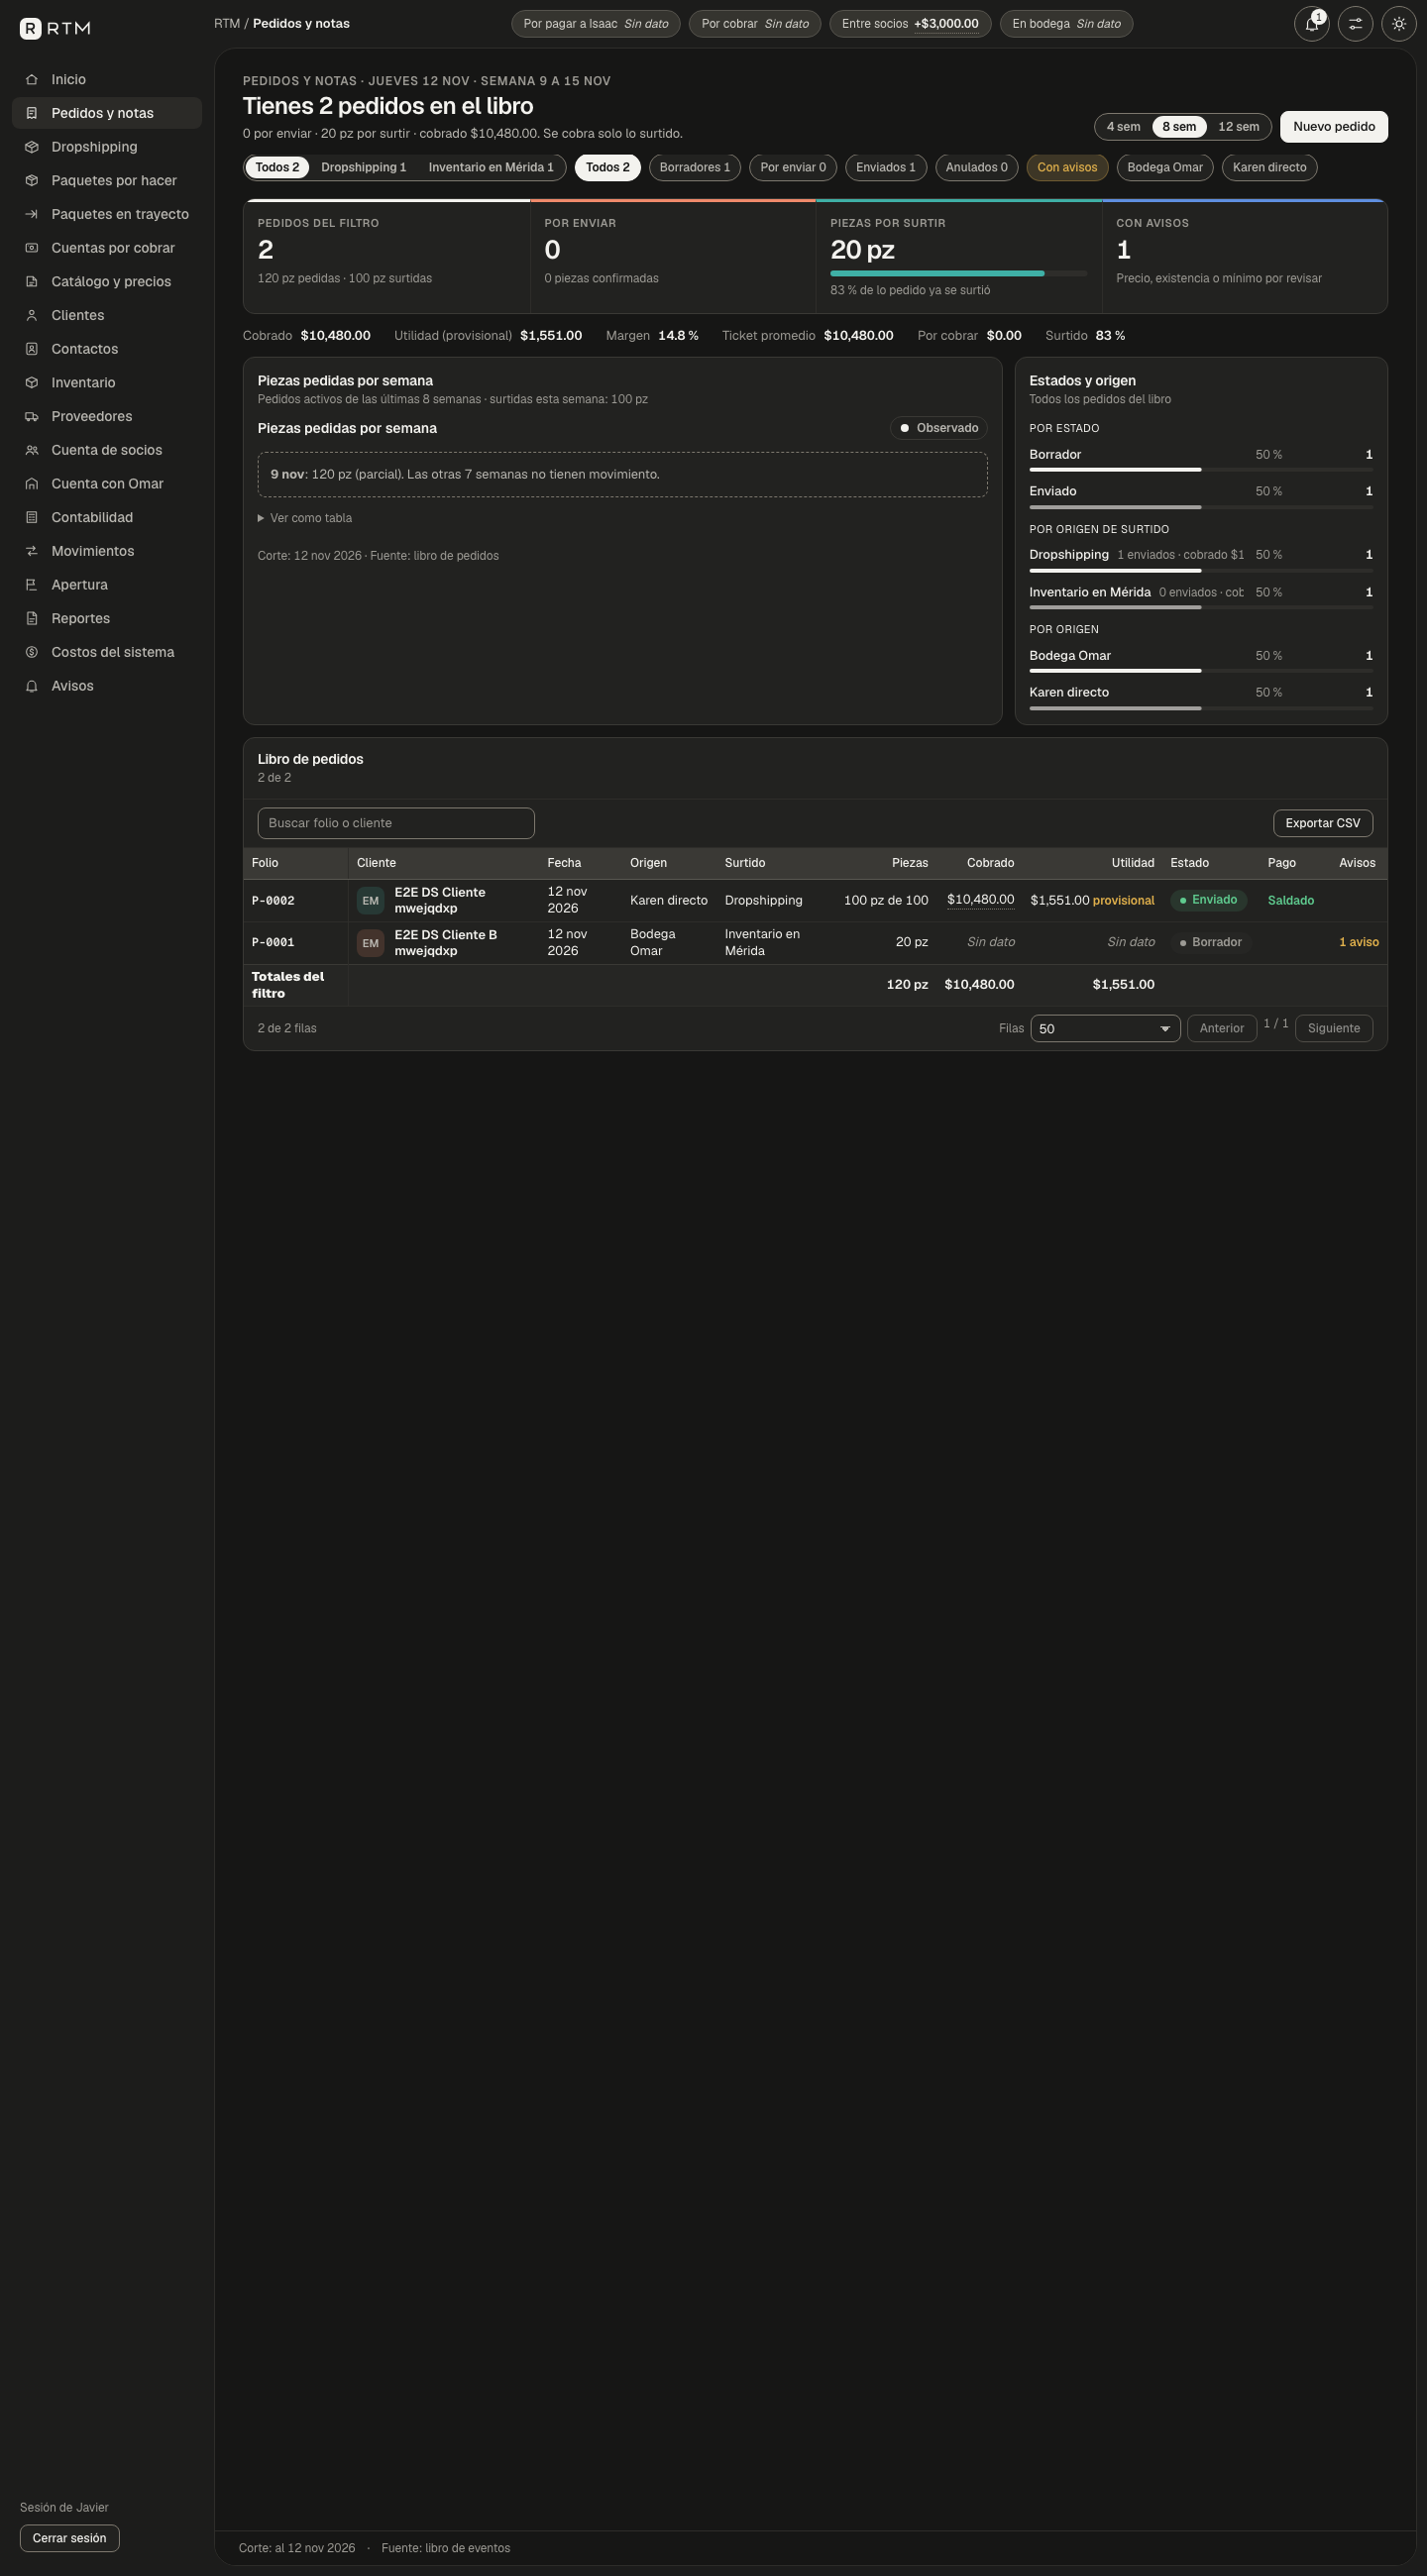 R RTM
RTM / Pedidos y notas
Por pagar a Isaac Sin dato
Por cobrar Sin dato
Entre socios +$3,000.00
En bodega Sin dato
1
Inicio
Pedidos y notas
Dropshipping
Paquetes por hacer
Paquetes en trayecto
Cuentas por cobrar
Catálogo y precios
Clientes
Contactos
Inventario
Proveedores
Cuenta de socios
Cuenta con Omar
Contabilidad
Movimientos
Apertura
Reportes
Costos del sistema
Avisos
Sesión de Javier
Cerrar sesión
PEDIDOS Y NOTAS · JUEVES 12 NOV · SEMANA 9 A 15 NOV
Tienes 2 pedidos en el libro
0 por enviar · 20 pz por surtir · cobrado $10,480.00. Se cobra solo lo surtido.
4 sem 8 sem 12 sem
Nuevo pedido
Todos 2 Dropshipping 1 Inventario en Mérida 1
Todos 2 Borradores 1 Por enviar 0 Enviados 1 Anulados 0 Con avisos Bodega Omar Karen directo
PEDIDOS DEL FILTRO
2
120 pz pedidas · 100 pz surtidas
POR ENVIAR
0
0 piezas confirmadas
PIEZAS POR SURTIR
20 pz
83 % de lo pedido ya se surtió
CON AVISOS
1
Precio, existencia o mínimo por revisar
Cobrado $10,480.00 Utilidad (provisional) $1,551.00 Margen 14.8 % Ticket promedio $10,480.00 Por cobrar $0.00 Surtido 83 %
Piezas pedidas por semana
Pedidos activos de las últimas 8 semanas · surtidas esta semana: 100 pz
Piezas pedidas por semana
Observado
9 nov: 120 pz (parcial). Las otras 7 semanas no tienen movimiento.
Ver como tabla
Corte: 12 nov 2026 · Fuente: libro de pedidos
Estados y origen
Todos los pedidos del libro
POR ESTADO
Borrador 50 % 1
Enviado 50 % 1
POR ORIGEN DE SURTIDO
Dropshipping 1 enviados · cobrado $1 50 % 1
Inventario en Mérida 0 enviados · cob 50 % 1
POR ORIGEN
Bodega Omar 50 % 1
Karen directo 50 % 1
Libro de pedidos
2 de 2
Buscar folio o cliente
Exportar CSV
Folio Cliente Fecha Origen Surtido Piezas Cobrado Utilidad Estado Pago Avisos
P-0002 EM E2E DS Cliente mwejqdxp 12 nov 2026 Karen directo Dropshipping 100 pz de 100 $10,480.00 $1,551.00 provisional Enviado Saldado
P-0001 EM E2E DS Cliente B mwejqdxp 12 nov 2026 Bodega Omar Inventario en Mérida 20 pz Sin dato Sin dato Borrador 1 aviso
Totales del filtro 120 pz $10,480.00 $1,551.00
2 de 2 filas
Filas 50 Anterior 1 / 1 Siguiente
Corte: al 12 nov 2026 · Fuente: libro de eventos